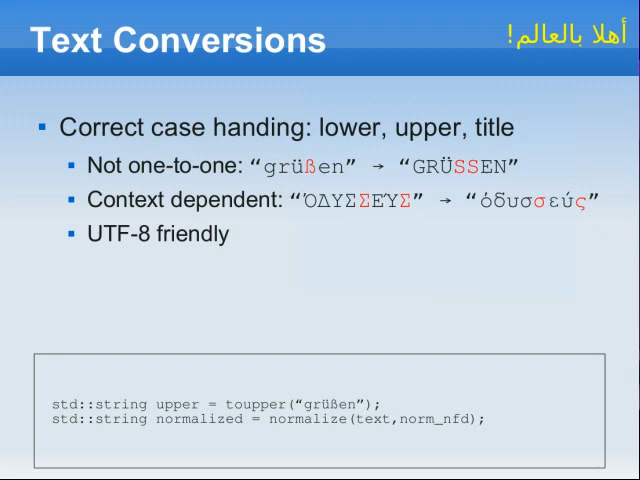 Text Conversions
أهلا بالعالم!
Correct case handing: lower, upper, title
Not one-to-one: “grüßen” → “GRÜSSEN”
Context dependent: “ὈΔΥΣΣΕΎΣ” → “ὀδυσσεύς”
UTF-8 friendly
std::string upper = toupper(“grüßen”);
std::string normalized = normalize(text,norm_nfd);